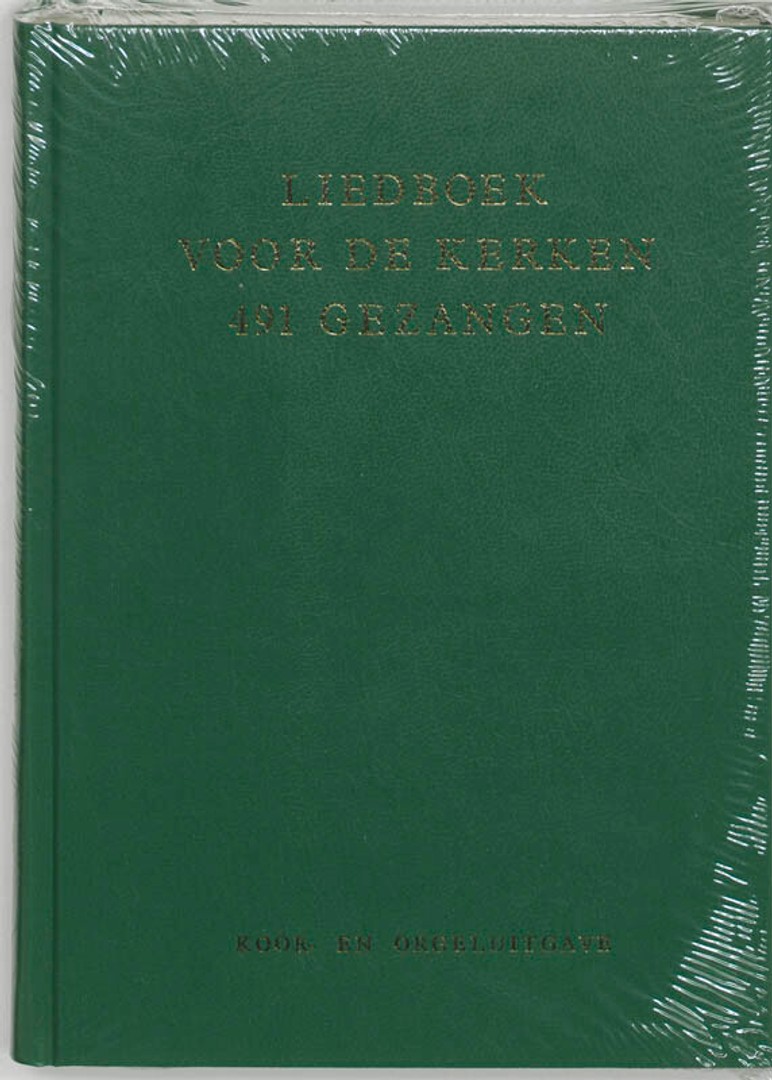 LIEDBOEK
VOOR DE KERKEN
491 GEZANGEN
KOOR- EN ORGELUITGAVE